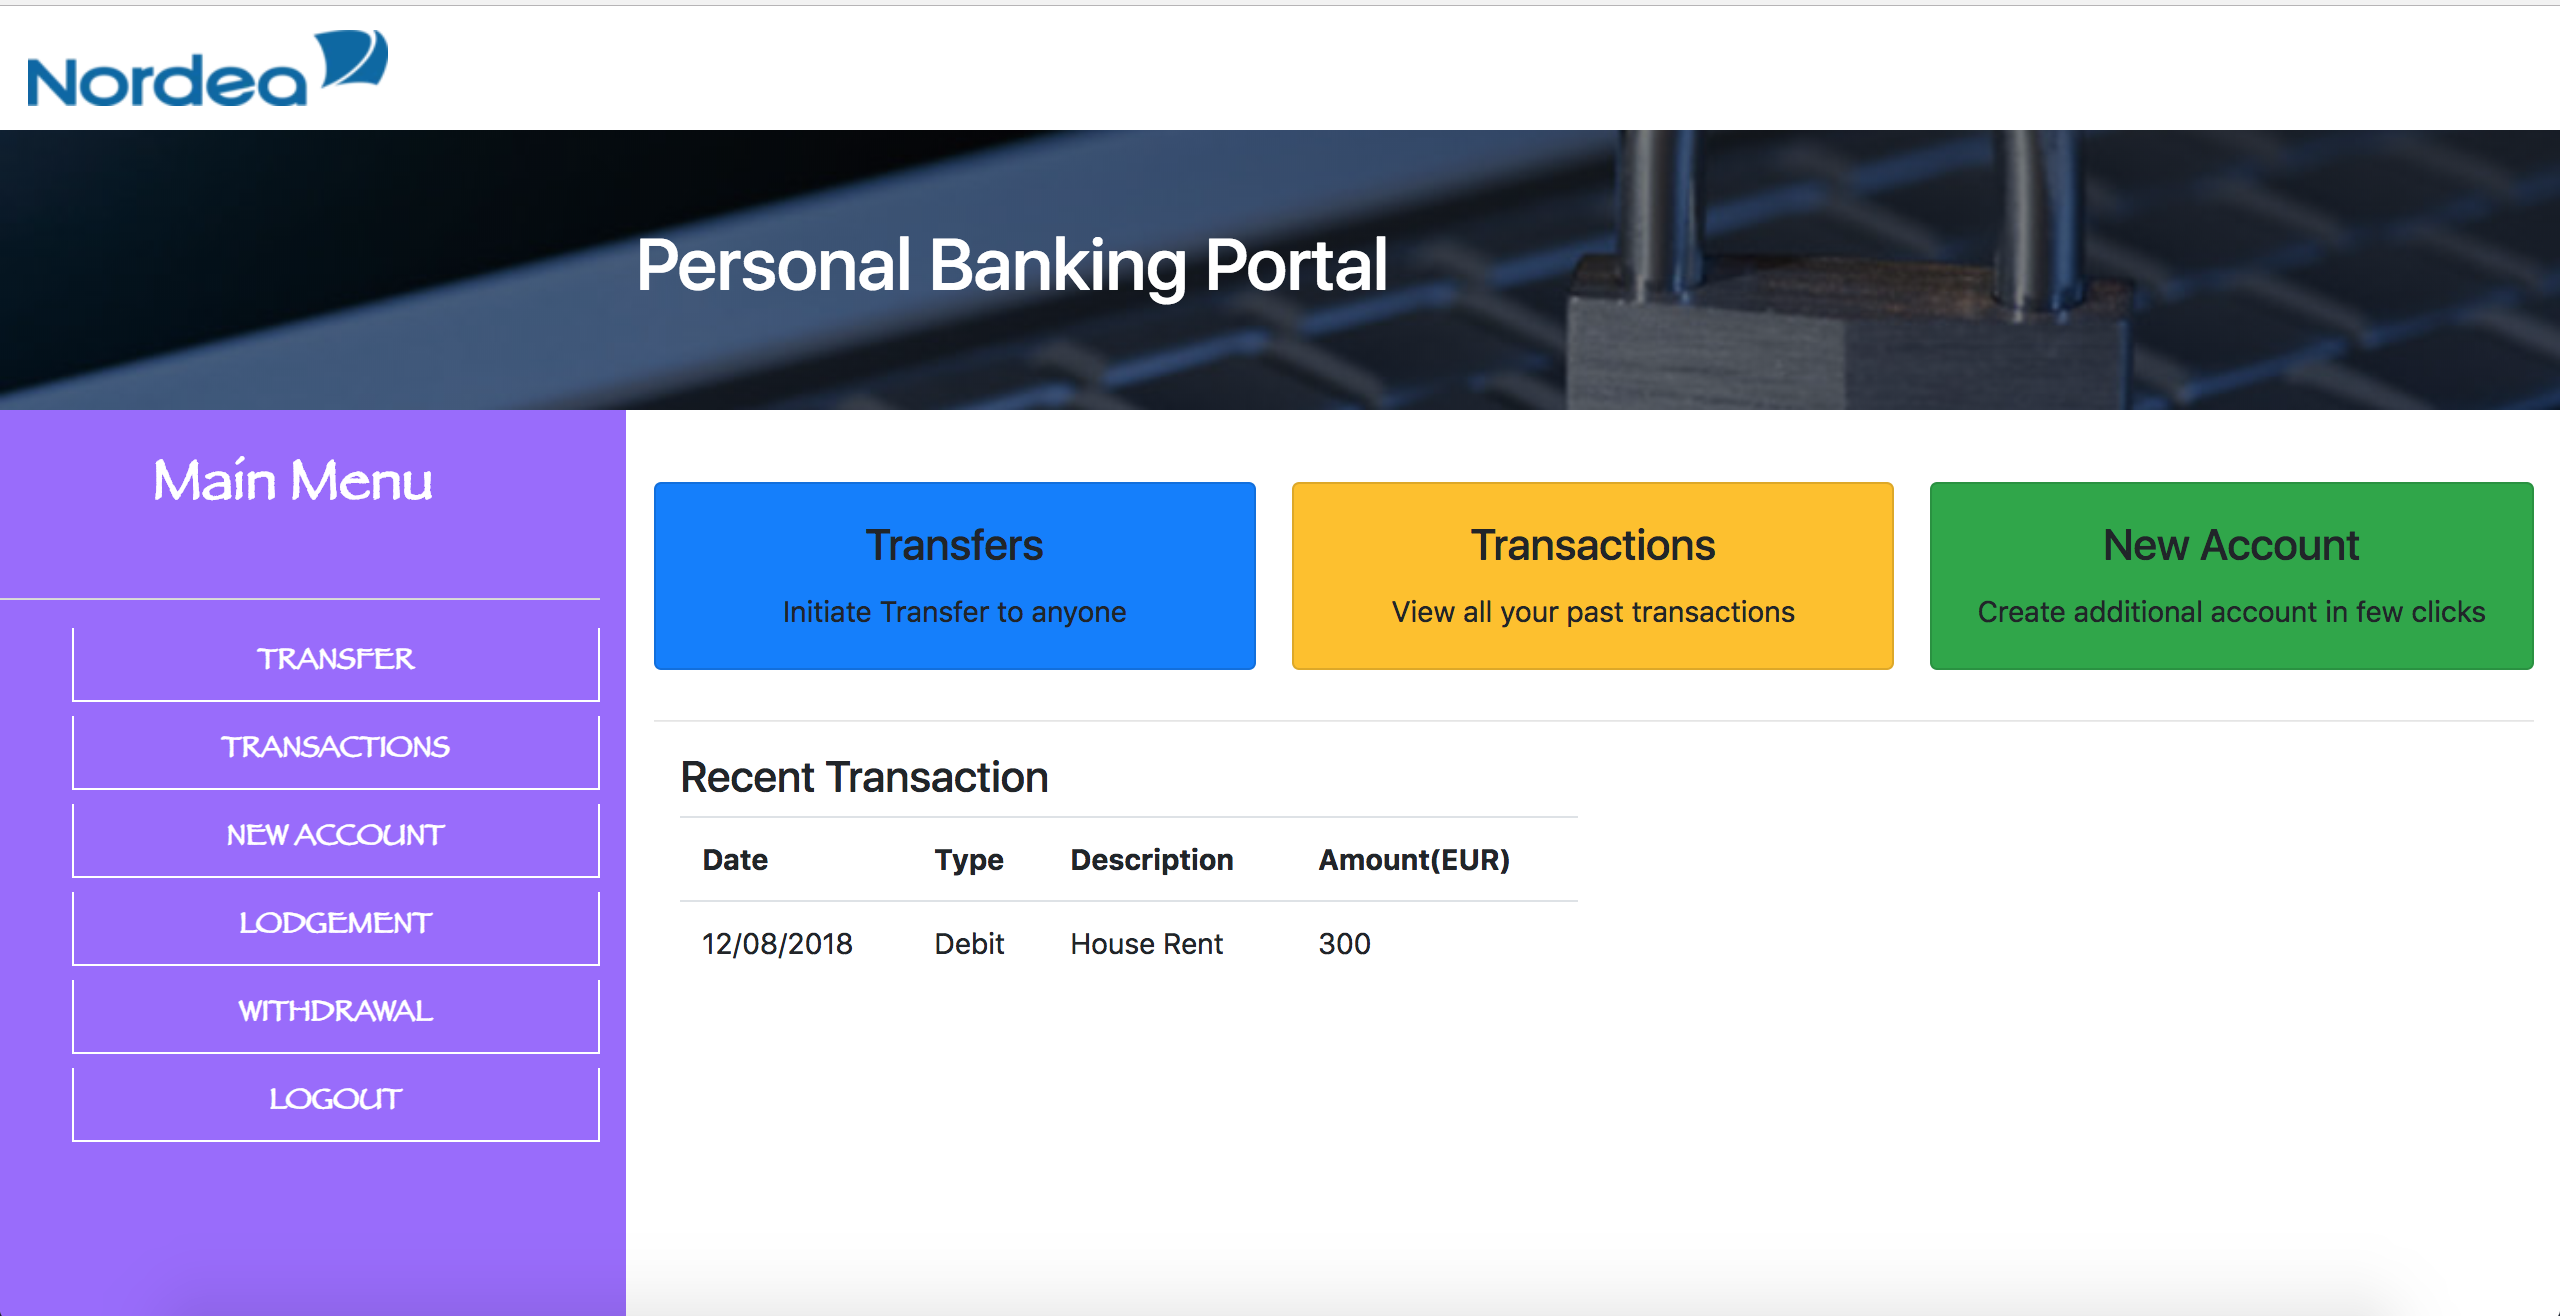 Nordea
Personal Banking Portal
Main Menu
TRANSFER
TRANSACTIONS
NEW ACCOUNT
LODGEMENT
WITHDRAWAL
LOGOUT
Transfers
Initiate Transfer to anyone
Transactions
View all your past transactions
New Account
Create additional account in few clicks
Recent Transaction
Date Type Description Amount(EUR)
12/08/2018 Debit House Rent 300